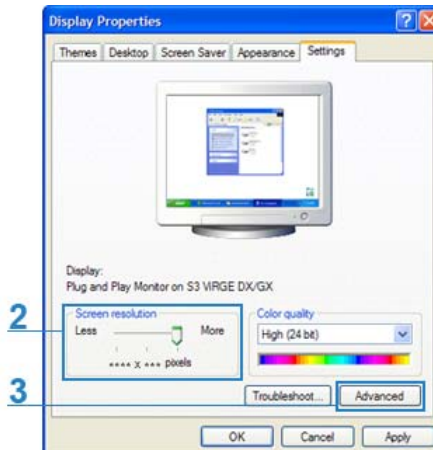 Display Properties
Themes Desktop Screen Saver Appearance Settings
Display:
Plug and Play Monitor on S3 VIRGE DX/GX
2
Screen resolution
Less More
**** x *** pixels
Color quality
High (24 bit)
3
Troubleshoot... Advanced
OK Cancel Apply